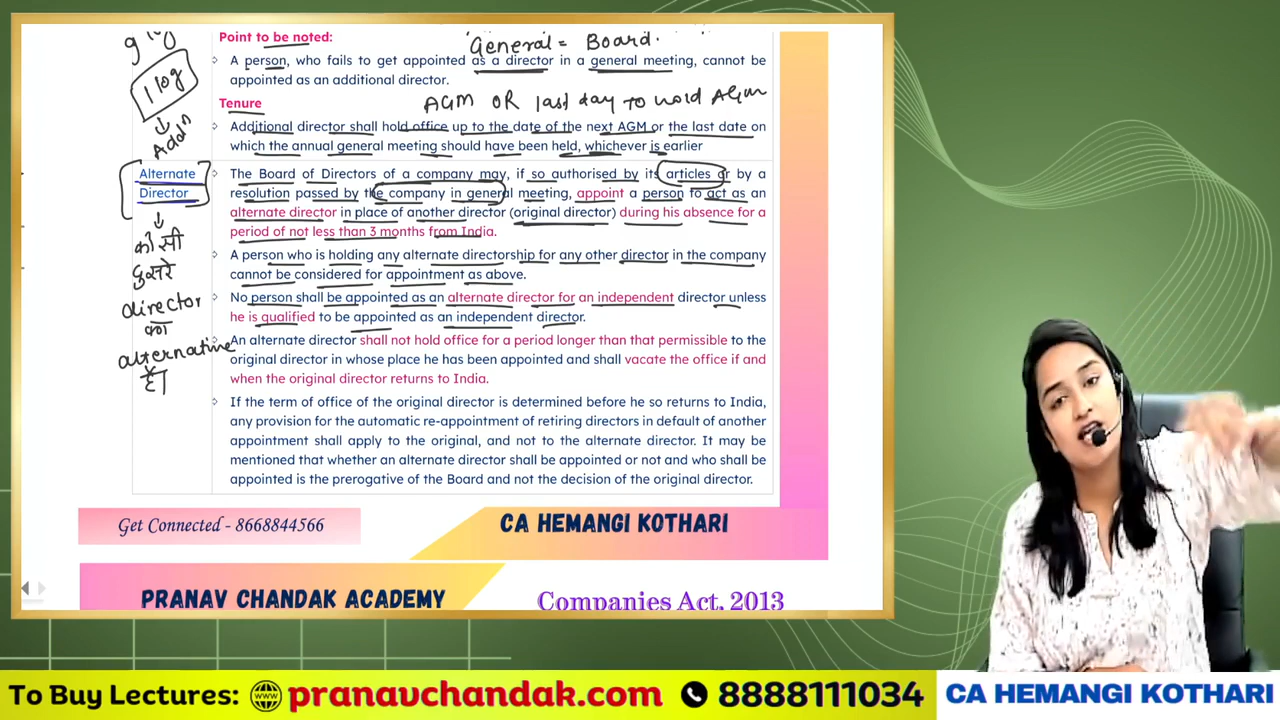 Point to be noted:
General = Board.
A person, who fails to get appointed as a director in a general meeting, cannot be
appointed as an additional director.
1 log
Addn
Tenure
AGM OR last day to hold AGM
Additional director shall hold office up to the date of the next AGM or the last date on
which the annual general meeting should have been held, whichever is earlier
Alternate
Director
किसी
दुसरे
director
का
alternative
है।
The Board of Directors of a company may, if so authorised by its articles or by a
resolution passed by the company in general meeting, appoint a person to act as an
alternate director in place of another director (original director) during his absence for a
period of not less than 3 months from India.
A person who is holding any alternate directorship for any other director in the company
cannot be considered for appointment as above.
No person shall be appointed as an alternate director for an independent director unless
he is qualified to be appointed as an independent director.
An alternate director shall not hold office for a period longer than that permissible to the
original director in whose place he has been appointed and shall vacate the office if and
when the original director returns to India.
If the term of office of the original director is determined before he so returns to India,
any provision for the automatic re-appointment of retiring directors in default of another
appointment shall apply to the original, and not to the alternate director. It may be
mentioned that whether an alternate director shall be appointed or not and who shall be
appointed is the prerogative of the Board and not the decision of the original director.
Get Connected - 8668844566
CA HEMANGI KOTHARI
PRANAV CHANDAK ACADEMY
Companies Act, 2013
To Buy Lectures: pranavchandak.com 8888111034 CA HEMANGI KOTHARI